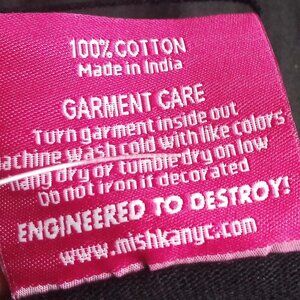 100% COTTON
Made in India
GARMENT CARE
Turn garment inside out
machine wash cold with like colors
hang dry or tumble dry on low
Do not iron if decorated
ENGINEERED TO DESTROY!
www.mishkanyc.com